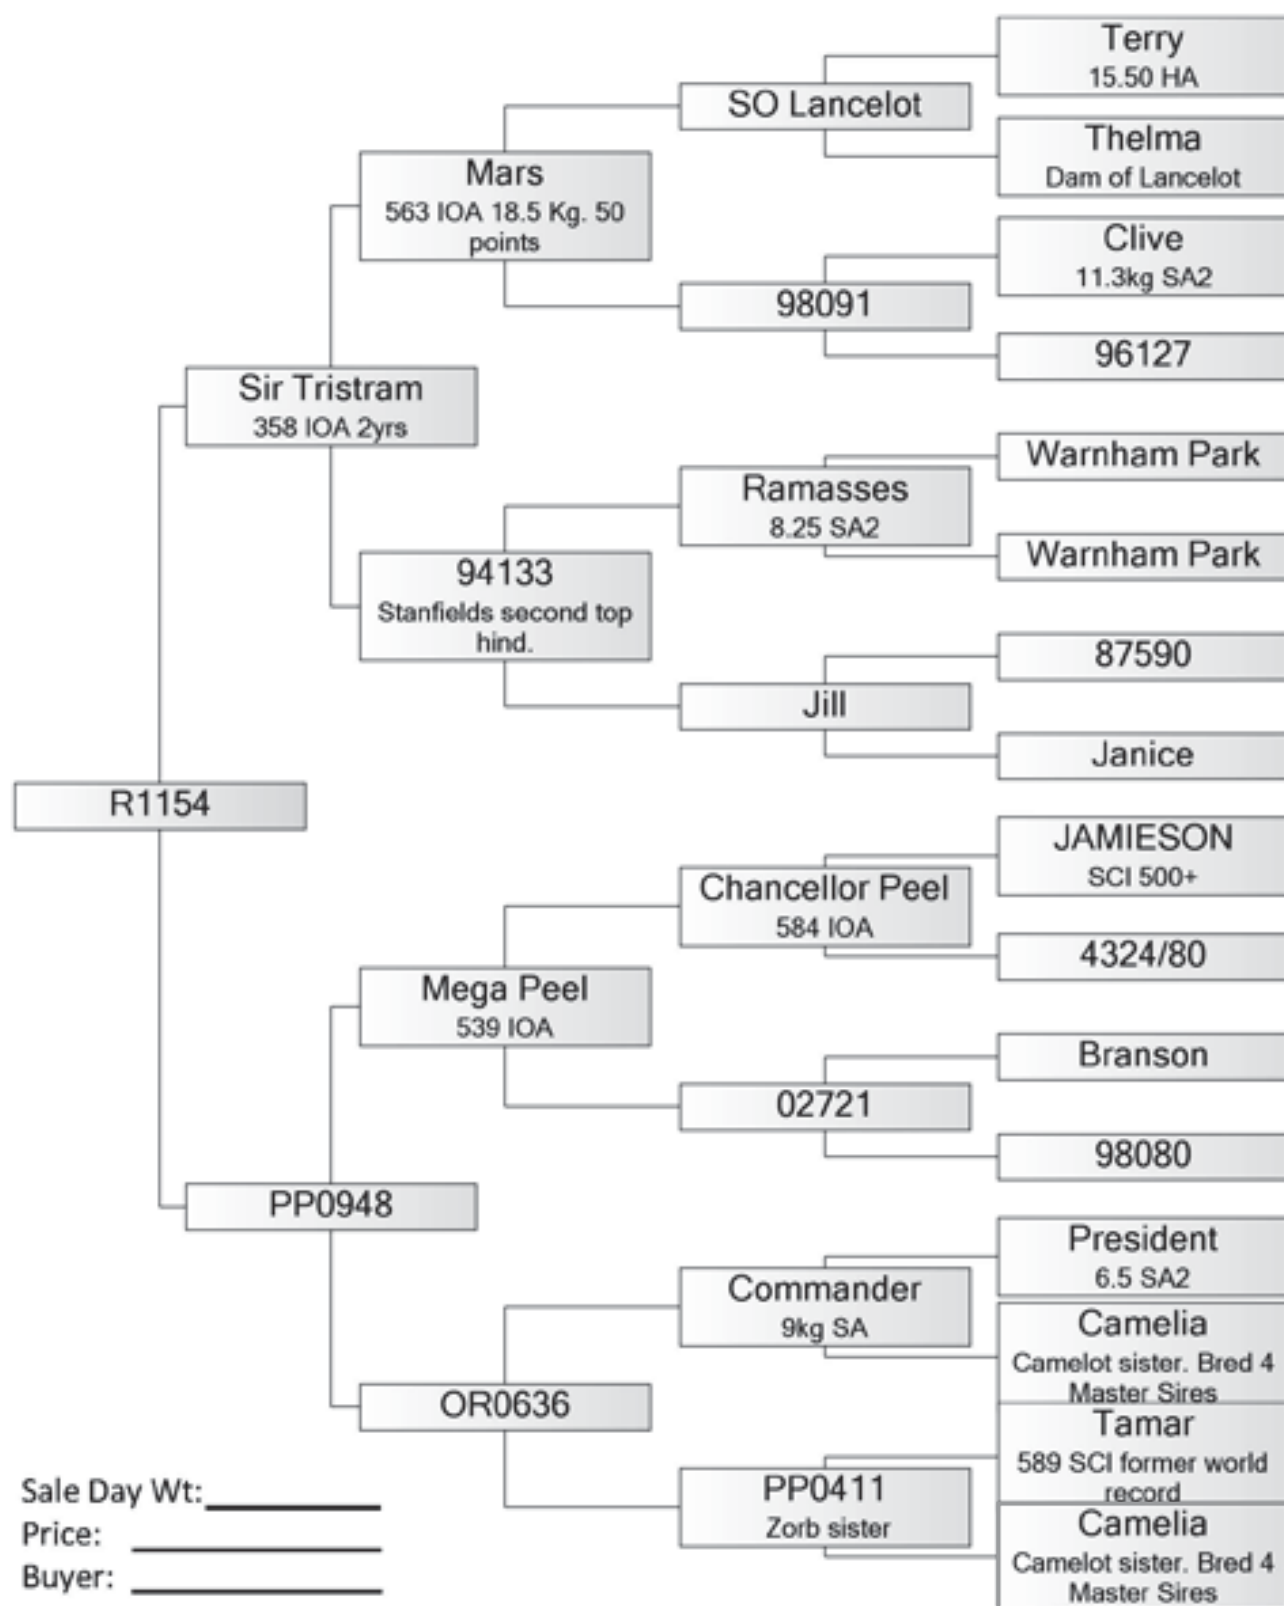 Terry
15.50 HA
SO Lancelot
Thelma
Dam of Lancelot
Mars
563 IOA 18.5 Kg. 50
points
Clive
11.3kg SA2
98091
96127
Sir Tristram
358 IOA 2yrs
Warnham Park
Ramasses
8.25 SA2
Warnham Park
94133
Stanfields second top
hind.
87590
Jill
Janice
R1154
JAMIESON
SCI 500+
Chancellor Peel
584 IOA
4324/80
Mega Peel
539 IOA
Branson
02721
98080
PP0948
President
6.5 SA2
Commander
9kg SA
Camelia
Camelot sister. Bred 4
Master Sires
OR0636
Tamar
589 SCI former world
record
PP0411
Zorb sister
Camelia
Camelot sister. Bred 4
Master Sires
Sale Day Wt:
Price:
Buyer: